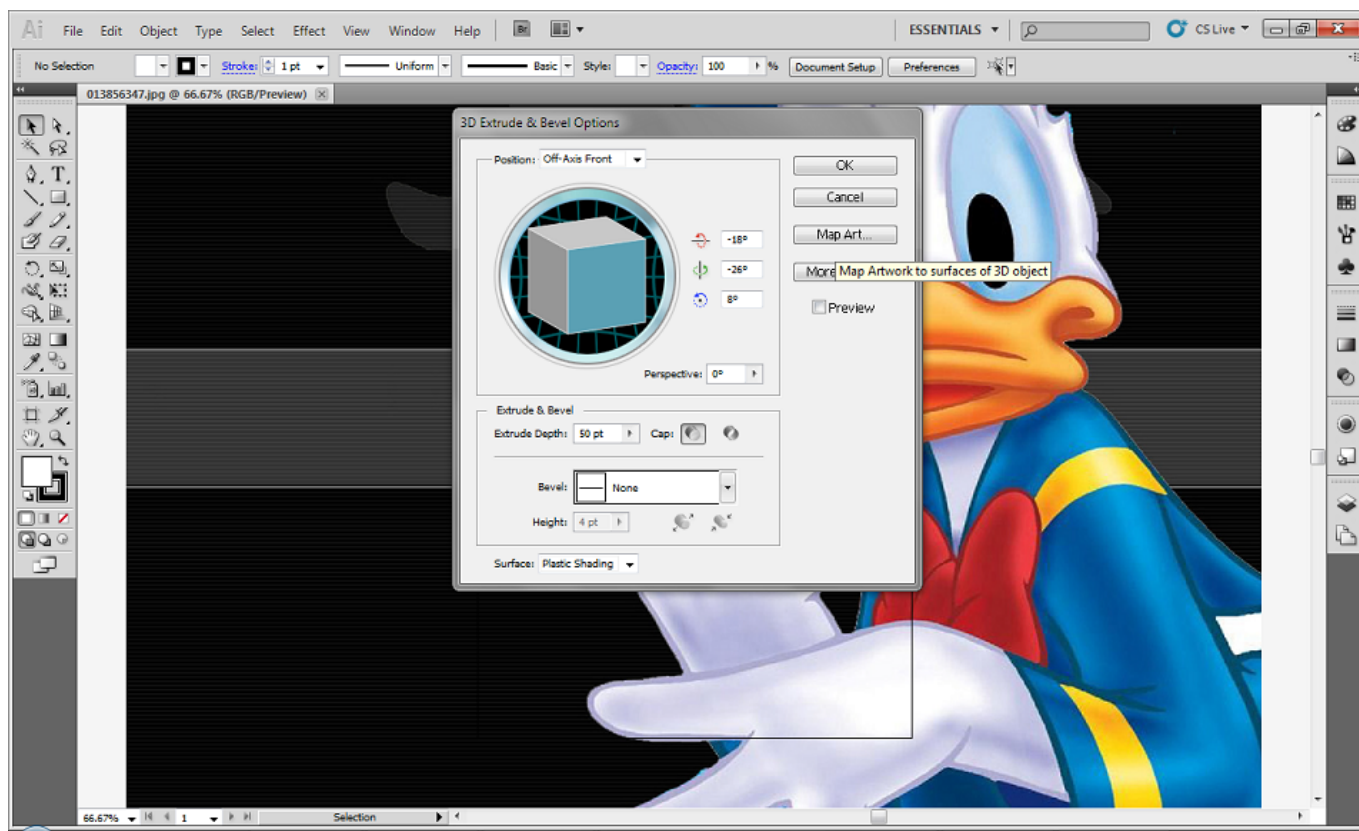 Ai File Edit Object Type Select Effect View Window Help Br ESSENTIALS CS Live
No Selection Stroke: 1 pt Uniform Basic Style: Opacity: 100 % Document Setup Preferences
013856347.jpg @ 66.67% (RGB/Preview)
3D Extrude & Bevel Options
Position: Off-Axis Front
OK
Cancel
Map Art...
More
Map Artwork to surfaces of 3D object
Preview
-18°
-26°
8°
Perspective: 0°
Extrude & Bevel
Extrude Depth: 50 pt Cap:
Bevel: None
Height: 4 pt
Surface: Plastic Shading
T
66.67% 1 Selection